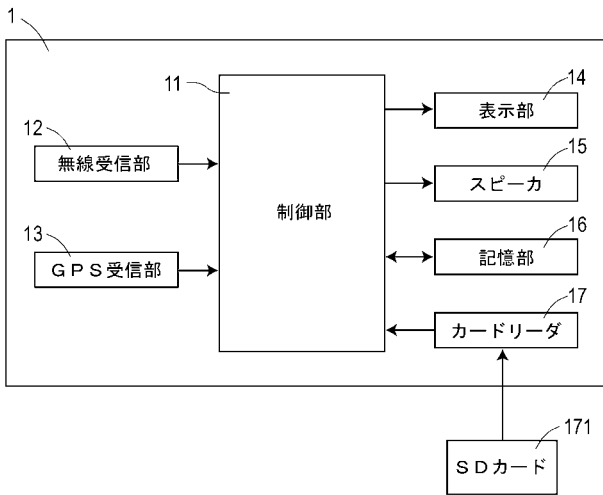 1
11
制御部
12
無線受信部
13
ＧＰＳ受信部
14
表示部
15
スピーカ
16
記憶部
17
カードリーダ
171
ＳＤカード